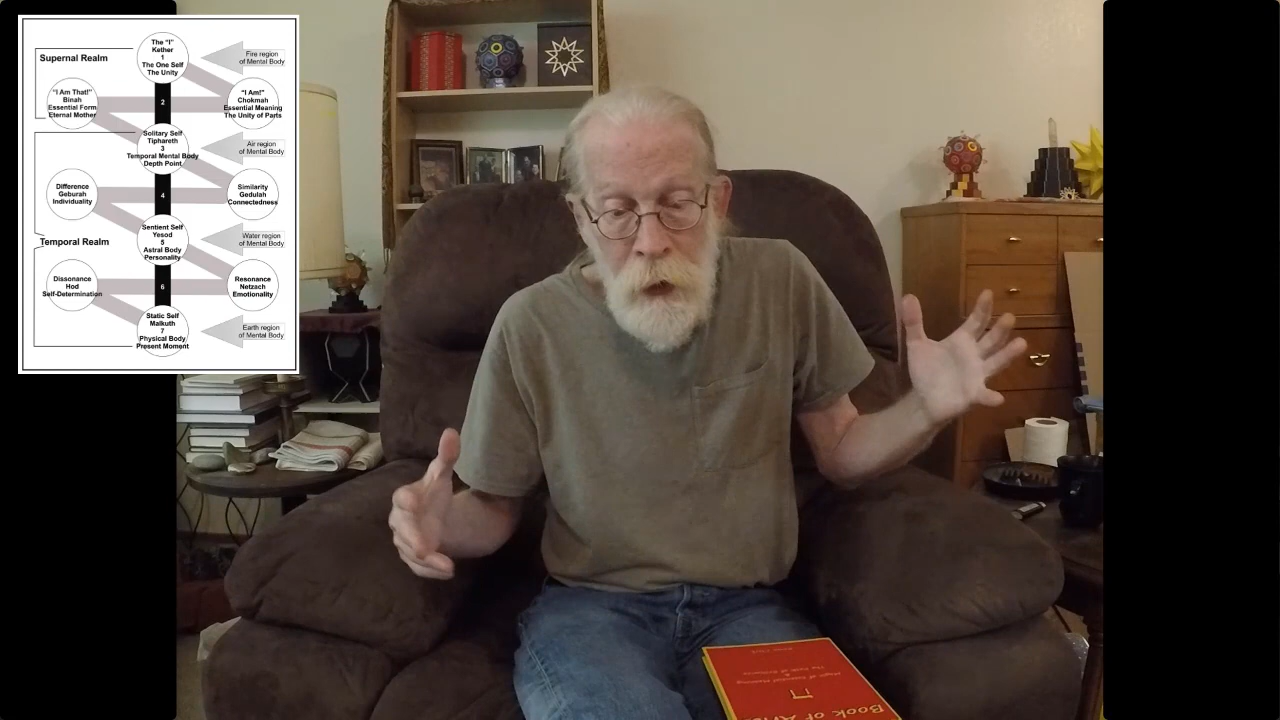 The "I"
Kether
1
The One Self
The Unity
Fire region
of Mental Body
Supernal Realm
"I Am That!"
Binah
Essential Form
Eternal Mother
2
"I Am!"
Chokmah
Essential Meaning
The Unity of Parts
Solitary Self
Tiphareth
3
Temporal Mental Body
Depth Point
Air region
of Mental Body
Difference
Geburah
Individuality
4
Similarity
Gedulah
Connectedness
Sentient Self
Yesod
5
Astral Body
Personality
Water region
of Mental Body
Temporal Realm
Dissonance
Hod
Self-Determination
6
Resonance
Netzach
Emotionality
Static Self
Malkuth
7
Physical Body
Present Moment
Earth region
of Mental Body
Book of
Magic of Essential Meaning
&